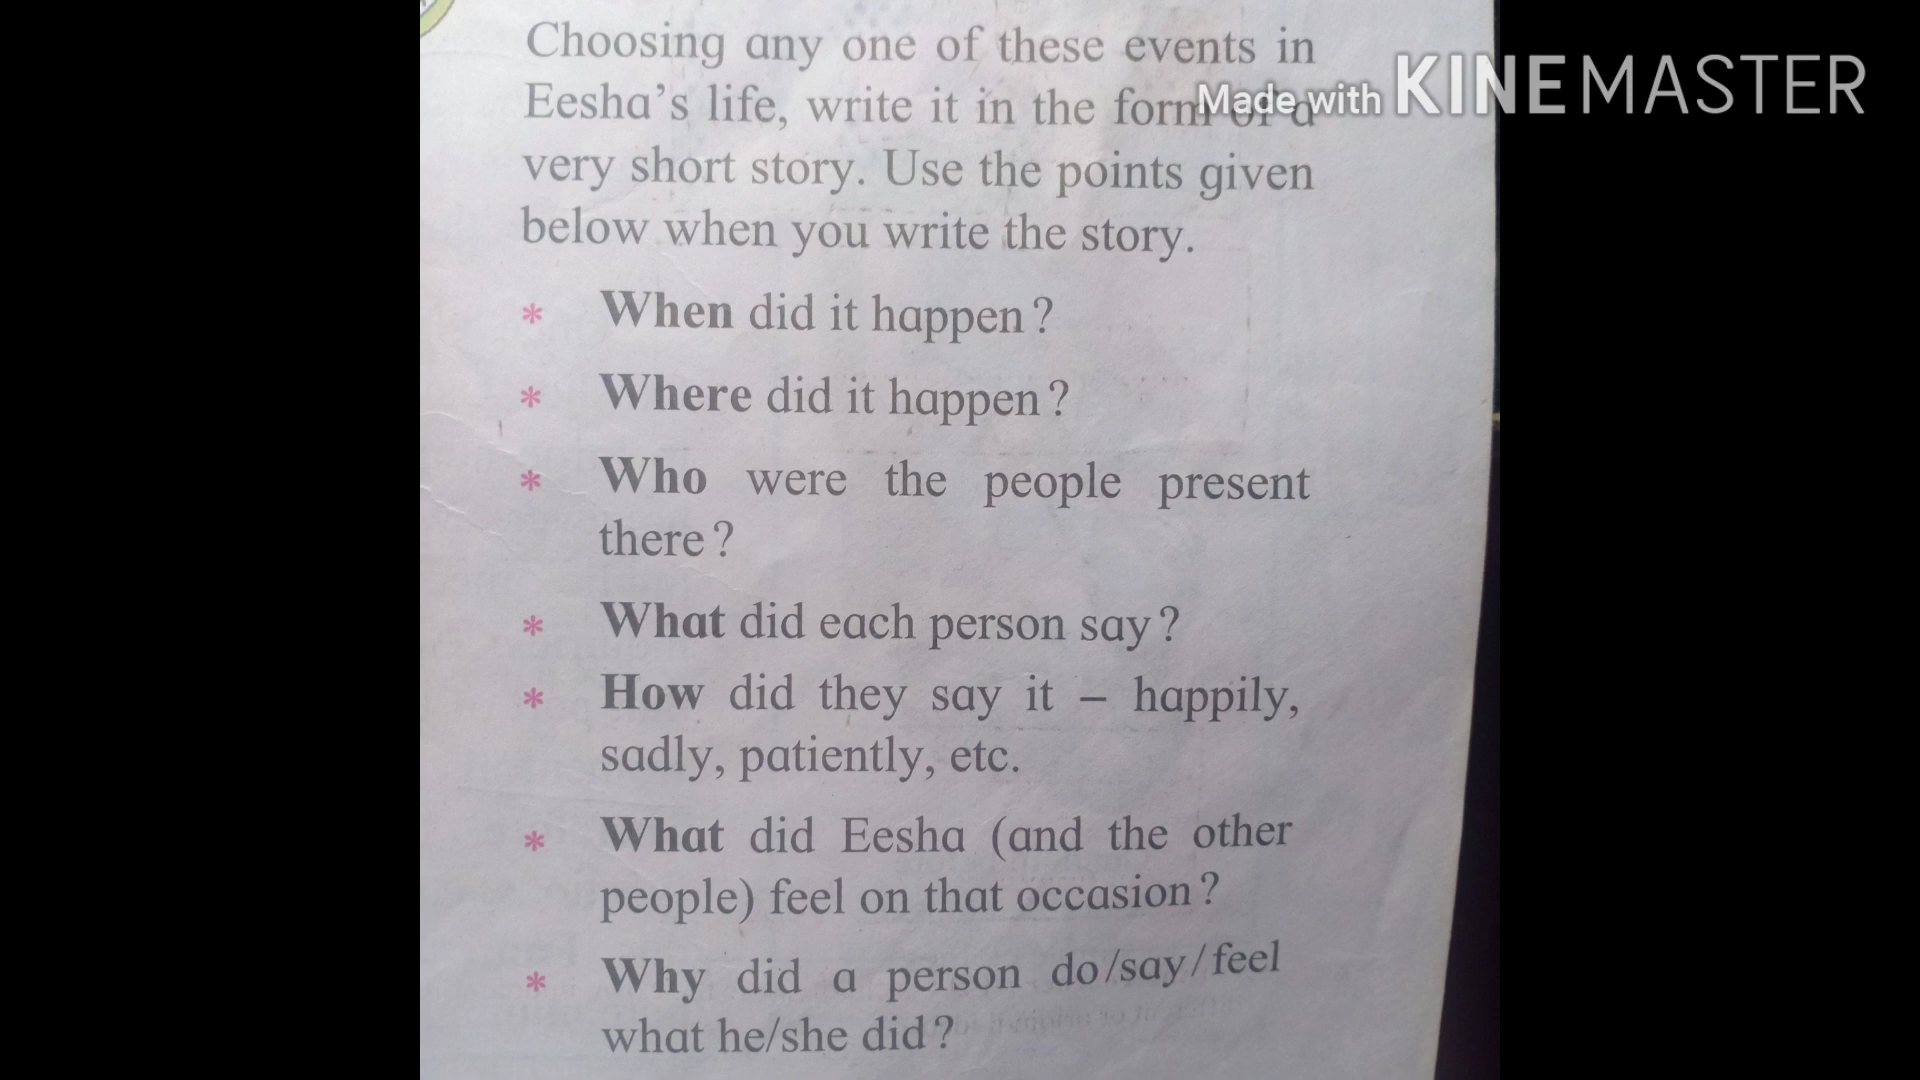 Choosing any one of these events in
Eesha's life, write it in the form of a
Made with KINEMASTER
very short story. Use the points given
below when you write the story.
* When did it happen?
* Where did it happen?
* Who were the people present
there?
* What did each person say?
* How did they say it – happily,
sadly, patiently, etc.
* What did Eesha (and the other
people) feel on that occasion?
* Why did a person do/say/feel
what he/she did?